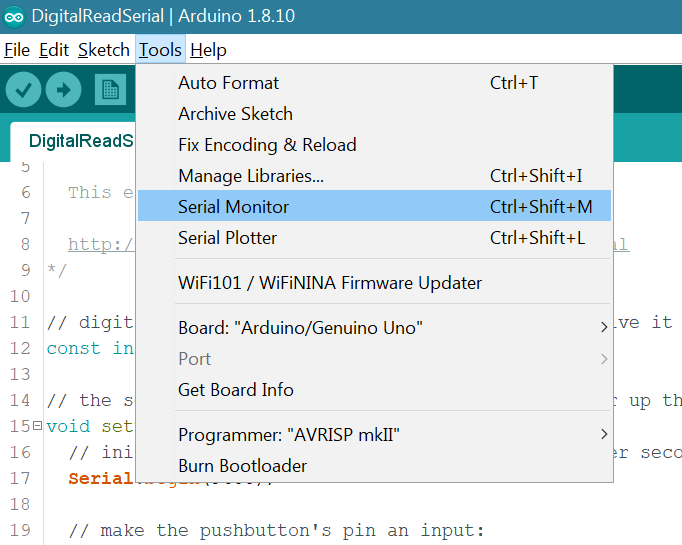 DigitalReadSerial | Arduino 1.8.10
File Edit Sketch Tools Help
Auto Format Ctrl+T
Archive Sketch
Fix Encoding & Reload
Manage Libraries... Ctrl+Shift+I
Serial Monitor Ctrl+Shift+M
Serial Plotter Ctrl+Shift+L
WiFi101 / WiFiNINA Firmware Updater
Board: "Arduino/Genuino Uno"
Port
Get Board Info
Programmer: "AVRISP mkII"
Burn Bootloader
DigitalReadS
5
6 This e
7
8 http:/ al
9 */
10
11 // digit ve it
12 const in
13
14 // the s r up th
15 void set
16 // ini er seco
17 Serial
18
19 // make the pushbutton's pin an input: